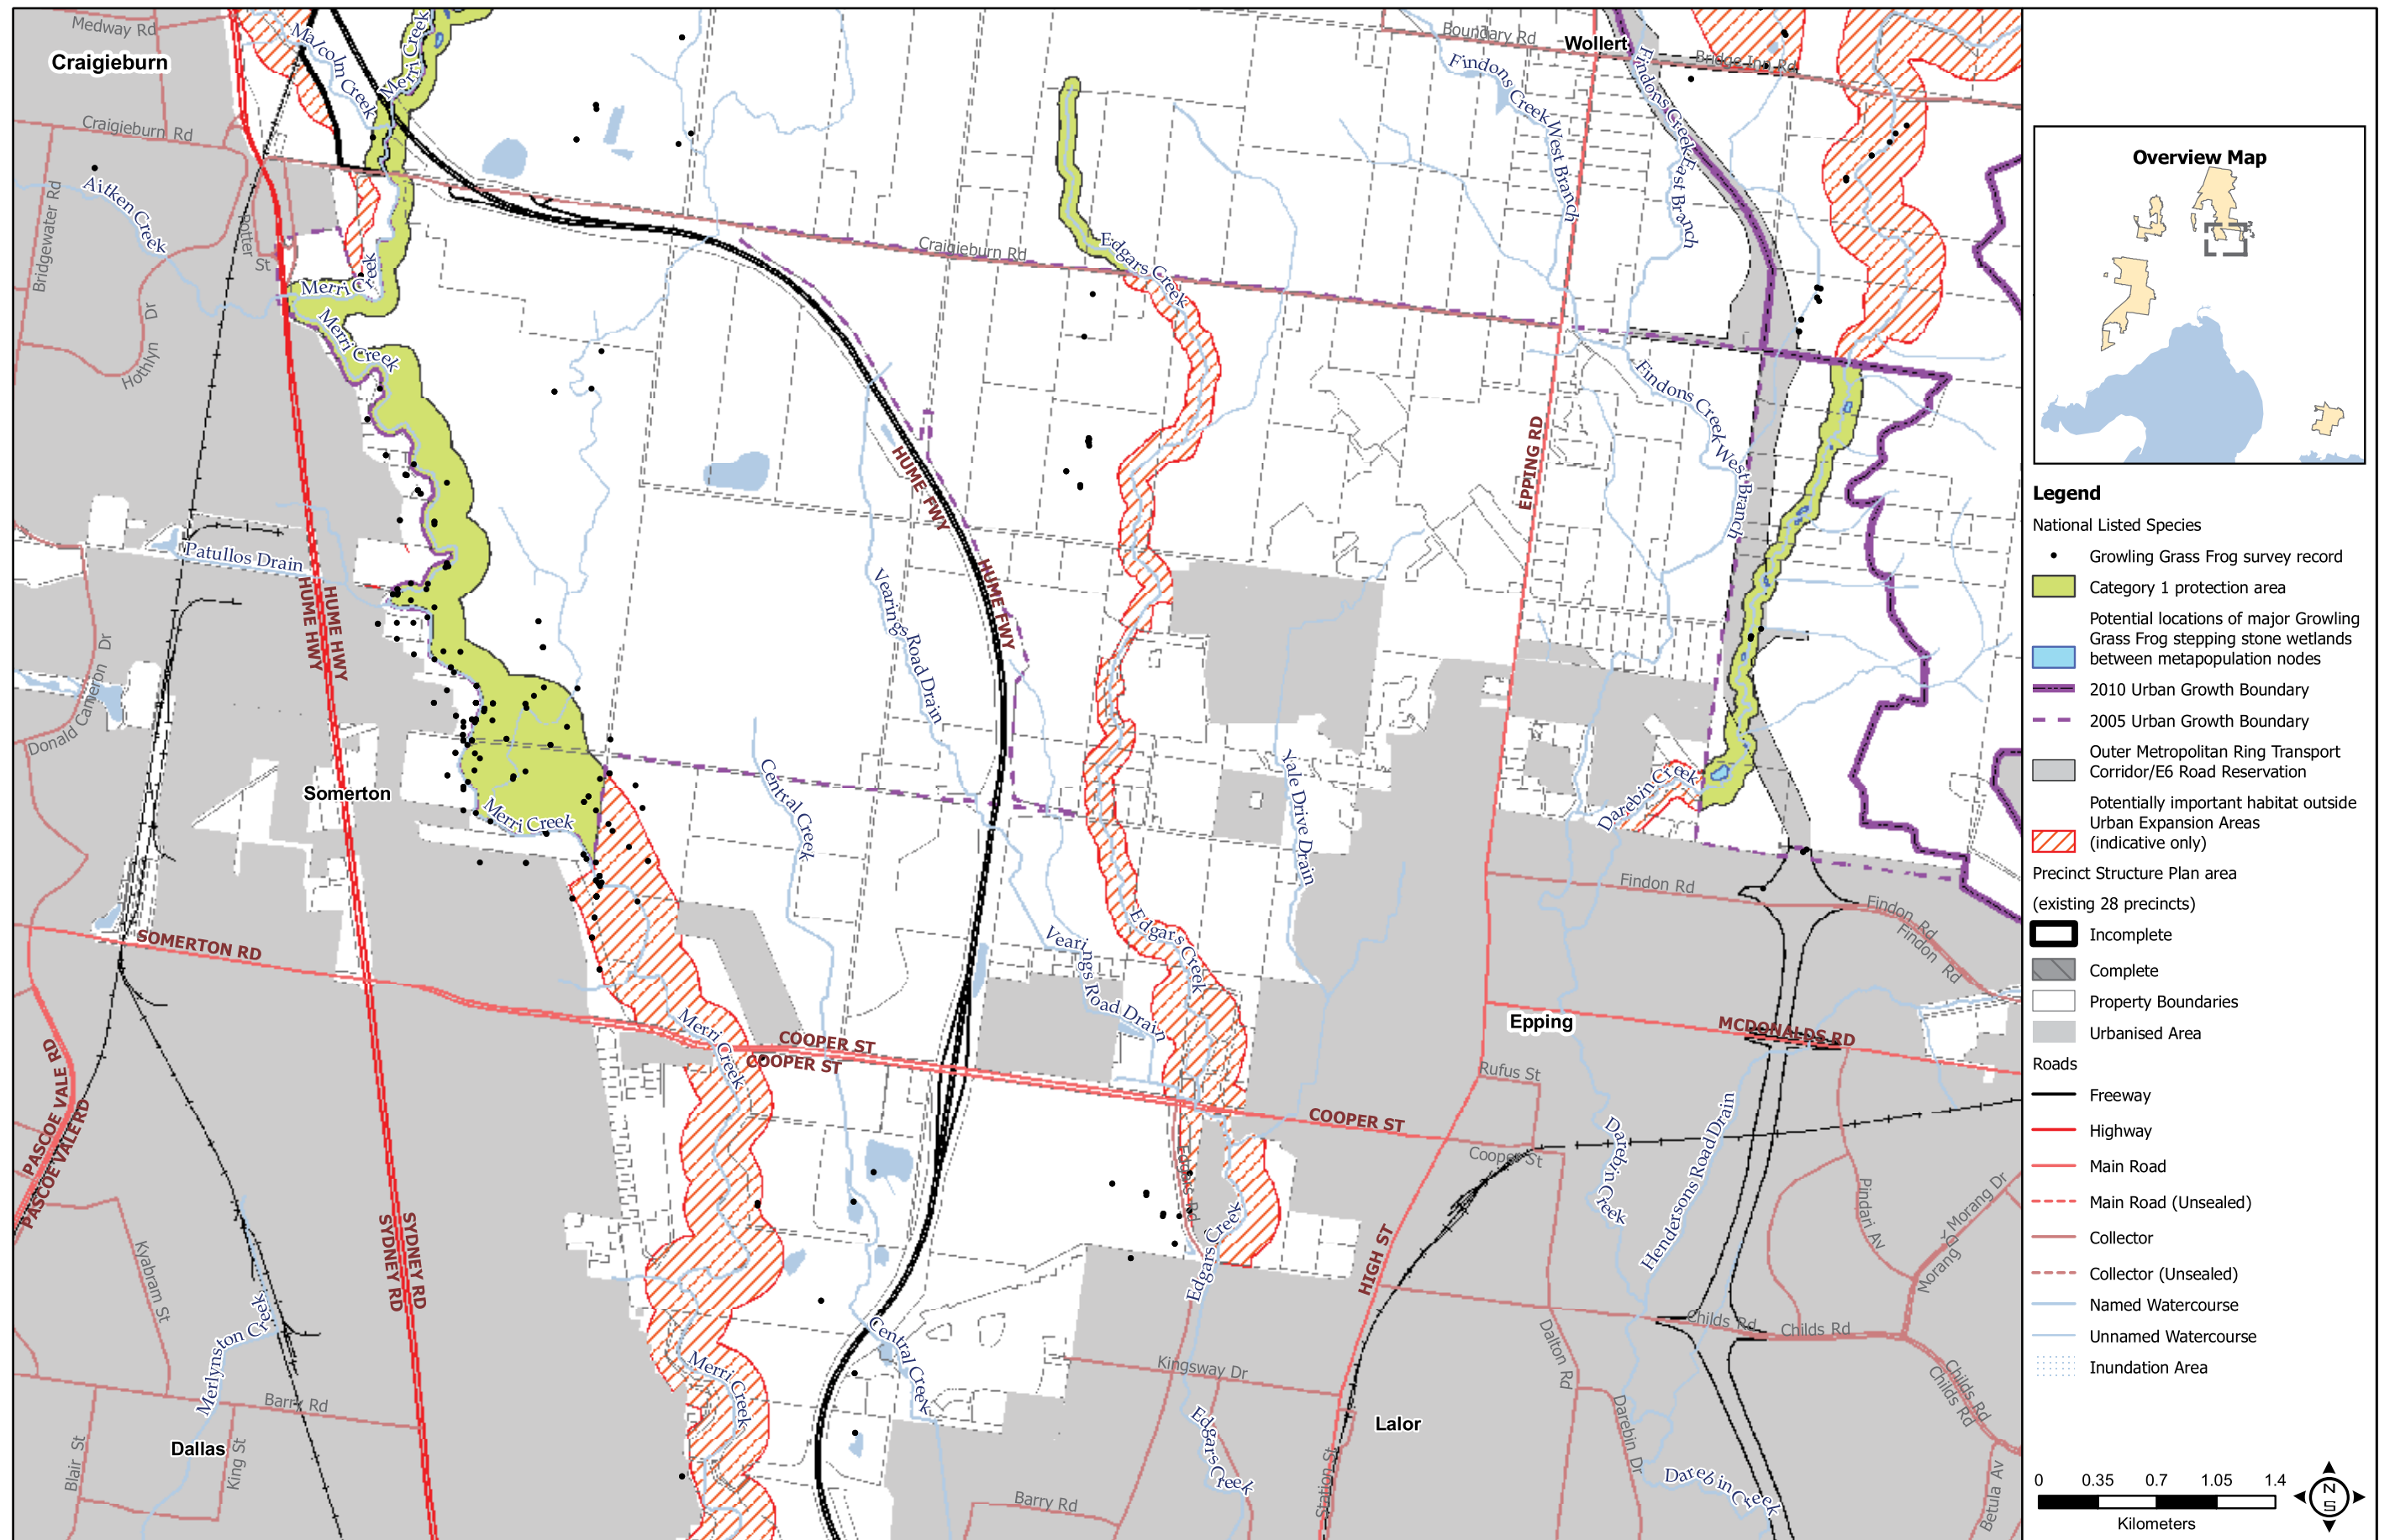 Medway Rd
Craigieburn
Malcolm Creek
Merri Creek
Boundary Rd
Wollert
Bridge Inn Rd
Findons Creek West Branch
Findons Creek East Branch
Craigieburn Rd
Aitken Creek
Bridgewater Rd
Potter St
Merri Creek
Merri Creek
Hothlyn Dr
Craigieburn Rd
Edgars Creek
Findons Creek West Branch
EPPING RD
HUME FWY
HUME FWY
Patullos Drain
HUME HWY
HUME HWY
Vearings Road Drain
Donald Cameron Dr
Somerton
Merri Creek
Central Creek
Yale Drive Drain
Darebin Creek
Findon Rd
Findon Rd
Findon Rd
SOMERTON RD
Edgars Creek
Vearings Road Drain
Merri Creek
COOPER ST
COOPER ST
Epping
MCDONALDS RD
Rufus St
COOPER ST
Cooper St
PASCOE VALE RD
PASCOE VALE RD
SYDNEY RD
SYDNEY RD
Edgars Rd
Edgars Creek
Darebin Creek
Hendersons Road Drain
Pindari Av
Morang Dr
Morang
Kyabram St
HIGH ST
Merlynston Creek
Central Creek
Childs Rd
Childs Rd
Childs Rd
Childs Rd
Merri Creek
Kingsway Dr
Dalton Rd
Barry Rd
Dallas
Blair St
King St
Lalor
Edgars Creek
Station St
Darebin Dr
Darebin Creek
Barry Rd
Betula Av
Overview Map
Legend
National Listed Species
Growling Grass Frog survey record
Category 1 protection area
Potential locations of major Growling
Grass Frog stepping stone wetlands
between metapopulation nodes
2010 Urban Growth Boundary
2005 Urban Growth Boundary
Outer Metropolitan Ring Transport
Corridor/E6 Road Reservation
Potentially important habitat outside
Urban Expansion Areas
(indicative only)
Precinct Structure Plan area
(existing 28 precincts)
Incomplete
Complete
Property Boundaries
Urbanised Area
Roads
Freeway
Highway
Main Road
Main Road (Unsealed)
Collector
Collector (Unsealed)
Named Watercourse
Unnamed Watercourse
Inundation Area
0 0.35 0.7 1.05 1.4
Kilometers
N
S